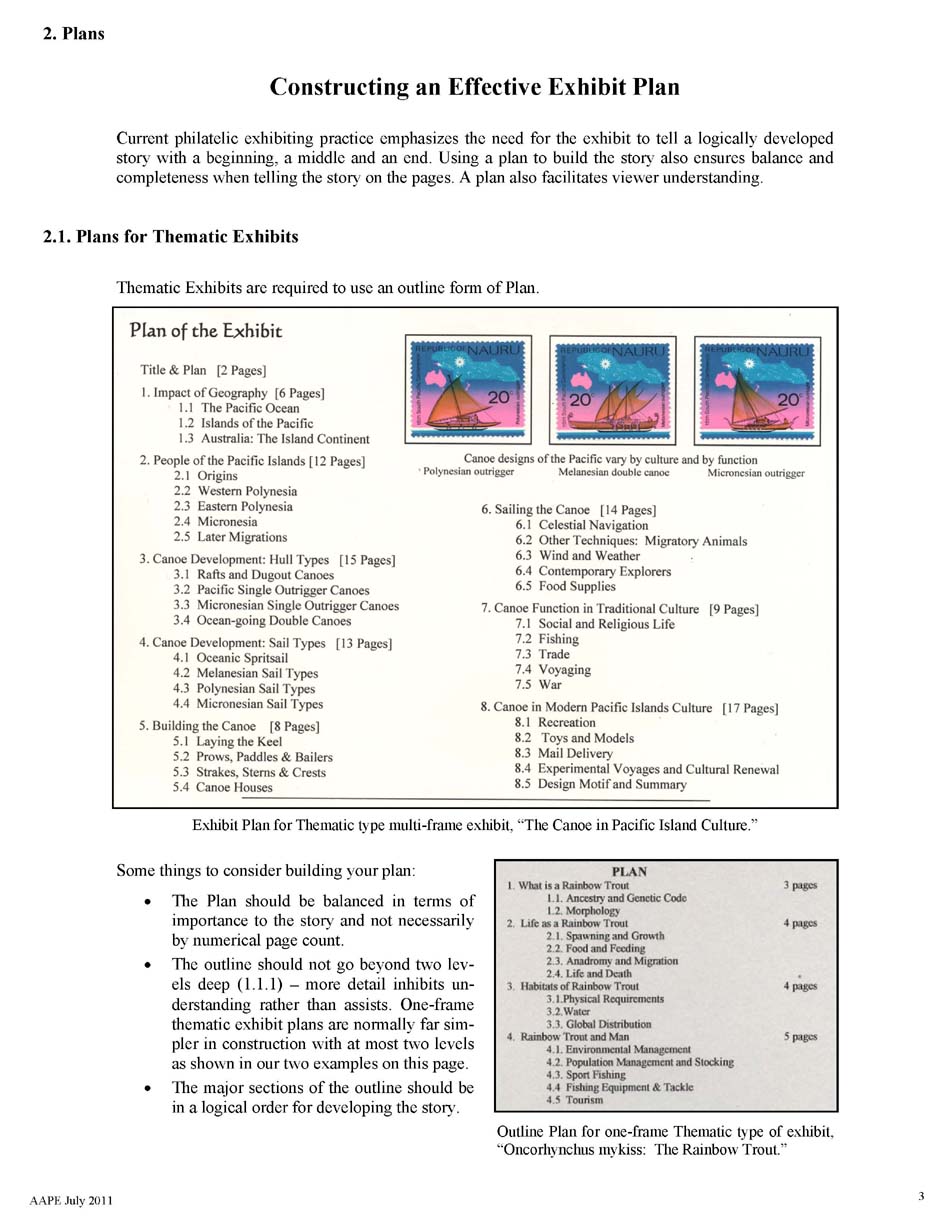 2. Plans
Constructing an Effective Exhibit Plan
Current philatelic exhibiting practice emphasizes the need for the exhibit to tell a logically developed
story with a beginning, a middle and an end. Using a plan to build the story also ensures balance and
completeness when telling the story on the pages. A plan also facilitates viewer understanding.
2.1. Plans for Thematic Exhibits
Thematic Exhibits are required to use an outline form of Plan.
Plan of the Exhibit
Title & Plan [2 Pages]
1. Impact of Geography [6 Pages]
1.1 The Pacific Ocean
1.2 Islands of the Pacific
1.3 Australia: The Island Continent
2. People of the Pacific Islands [12 Pages]
2.1 Origins
2.2 Western Polynesia
2.3 Eastern Polynesia
2.4 Micronesia
2.5 Later Migrations
3. Canoe Development: Hull Types [15 Pages]
3.1 Rafts and Dugout Canoes
3.2 Pacific Single Outrigger Canoes
3.3 Micronesian Single Outrigger Canoes
3.4 Ocean-going Double Canoes
4. Canoe Development: Sail Types [13 Pages]
4.1 Oceanic Spritsail
4.2 Melanesian Sail Types
4.3 Polynesian Sail Types
4.4 Micronesian Sail Types
5. Building the Canoe [8 Pages]
5.1 Laying the Keel
5.2 Prows, Paddles & Bailers
5.3 Strakes, Sterns & Crests
5.4 Canoe Houses
REPUBLIC OF NAURU
20c
REPUBLIC OF NAURU
20c
REPUBLIC OF NAURU
20c
Canoe designs of the Pacific vary by culture and by function
Polynesian outrigger Melanesian double canoe Micronesian outrigger
6. Sailing the Canoe [14 Pages]
6.1 Celestial Navigation
6.2 Other Techniques: Migratory Animals
6.3 Wind and Weather
6.4 Contemporary Explorers
6.5 Food Supplies
7. Canoe Function in Traditional Culture [9 Pages]
7.1 Social and Religious Life
7.2 Fishing
7.3 Trade
7.4 Voyaging
7.5 War
8. Canoe in Modern Pacific Islands Culture [17 Pages]
8.1 Recreation
8.2 Toys and Models
8.3 Mail Delivery
8.4 Experimental Voyages and Cultural Renewal
8.5 Design Motif and Summary
Exhibit Plan for Thematic type multi-frame exhibit, “The Canoe in Pacific Island Culture.”
Some things to consider building your plan:
• The Plan should be balanced in terms of
importance to the story and not necessarily
by numerical page count.
• The outline should not go beyond two lev-
els deep (1.1.1) – more detail inhibits un-
derstanding rather than assists. One-frame
thematic exhibit plans are normally far sim-
pler in construction with at most two levels
as shown in our two examples on this page.
• The major sections of the outline should be
in a logical order for developing the story.
PLAN
1. What is a Rainbow Trout 3 pages
1.1. Ancestry and Genetic Code
1.2. Morphology
2. Life as a Rainbow Trout 4 pages
2.1. Spawning and Growth
2.2. Food and Feeding
2.3. Anadromy and Migration
2.4. Life and Death
3. Habitats of Rainbow Trout 4 pages
3.1.Physical Requirements
3.2.Water
3.3. Global Distribution
4. Rainbow Trout and Man 5 pages
4.1. Environmental Management
4.2. Population Management and Stocking
4.3. Sport Fishing
4.4 Fishing Equipment & Tackle
4.5 Tourism
Outline Plan for one-frame Thematic type of exhibit,
“Oncorhynchus mykiss: The Rainbow Trout.”
AAPE July 2011
3